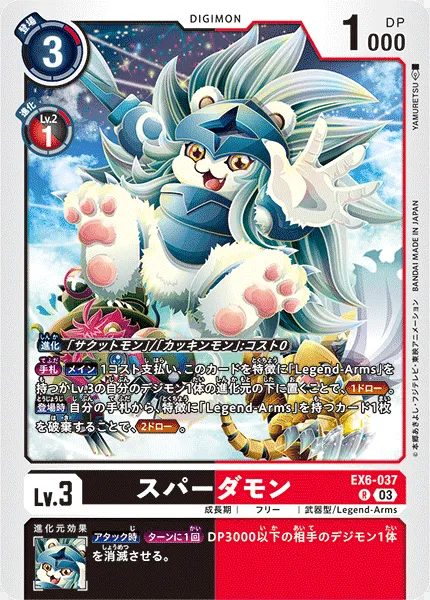 登場
3
DIGIMON
1000
DP
進化
Lv.2
1
YAMURETSU
BANDAI MADE IN JAPAN
©本郷あきよし・フジテレビ・東映アニメーション
進化 「サクットモン」/「カッキンモン」:コスト0
手札 メイン 1コスト支払い、このカードを特徴に「Legend-Arms」を
持つかLv.3の自分のデジモン1体の進化元の下に置くことで、1ドロー。
登場時 自分の手札から、特徴に「Legend-Arms」を持つカード1枚
を破棄することで、2ドロー。
Lv.3
スパーダモン
EX6-037
R 03
成長期 | フリー | 武器型/Legend-Arms
進化元効果
アタック時 ターンに1回 DP3000以下の相手のデジモン1体
を消滅させる。